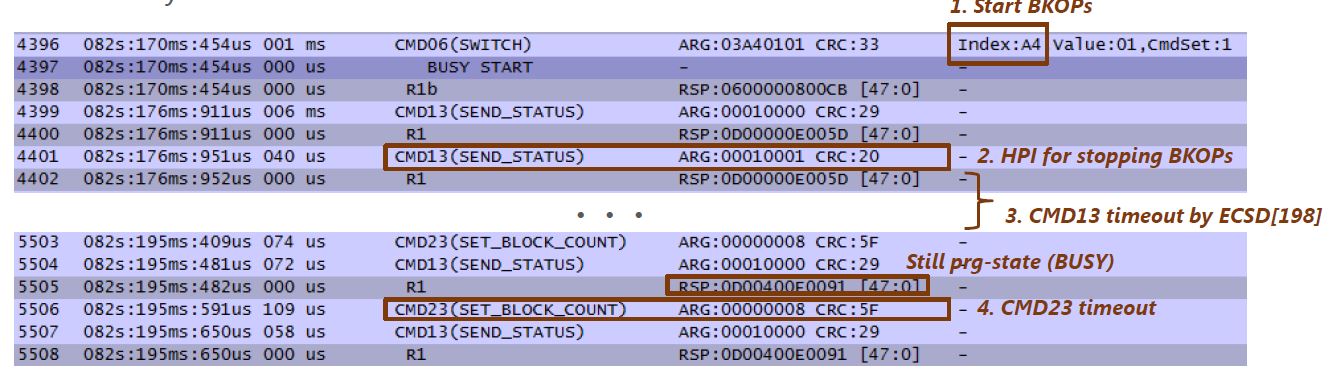 1. Start BKOPs
4396 082s:170ms:454us 001 ms CMD06(SWITCH) ARG:03A40101 CRC:33 Index:A4 Value:01,CmdSet:1
4397 082s:170ms:454us 000 us BUSY START - -
4398 082s:170ms:454us 000 us R1b RSP:0600000800CB [47:0] -
4399 082s:176ms:911us 006 ms CMD13(SEND_STATUS) ARG:00010000 CRC:29 -
4400 082s:176ms:911us 000 us R1 RSP:0D00000E005D [47:0] -
4401 082s:176ms:951us 040 us CMD13(SEND_STATUS) ARG:00010001 CRC:20 - 2. HPI for stopping BKOPs
4402 082s:176ms:952us 000 us R1 RSP:0D00000E005D [47:0] -
3. CMD13 timeout by ECSD[198]
• • •
5503 082s:195ms:409us 074 us CMD23(SET_BLOCK_COUNT) ARG:00000008 CRC:5F -
5504 082s:195ms:481us 072 us CMD13(SEND_STATUS) ARG:00010000 CRC:29 -
Still prg-state (BUSY)
5505 082s:195ms:482us 000 us R1 RSP:0D00400E0091 [47:0] -
5506 082s:195ms:591us 109 us CMD23(SET_BLOCK_COUNT) ARG:00000008 CRC:5F - 4. CMD23 timeout
5507 082s:195ms:650us 058 us CMD13(SEND_STATUS) ARG:00010000 CRC:29 -
5508 082s:195ms:650us 000 us R1 RSP:0D00400E0091 [47:0] -